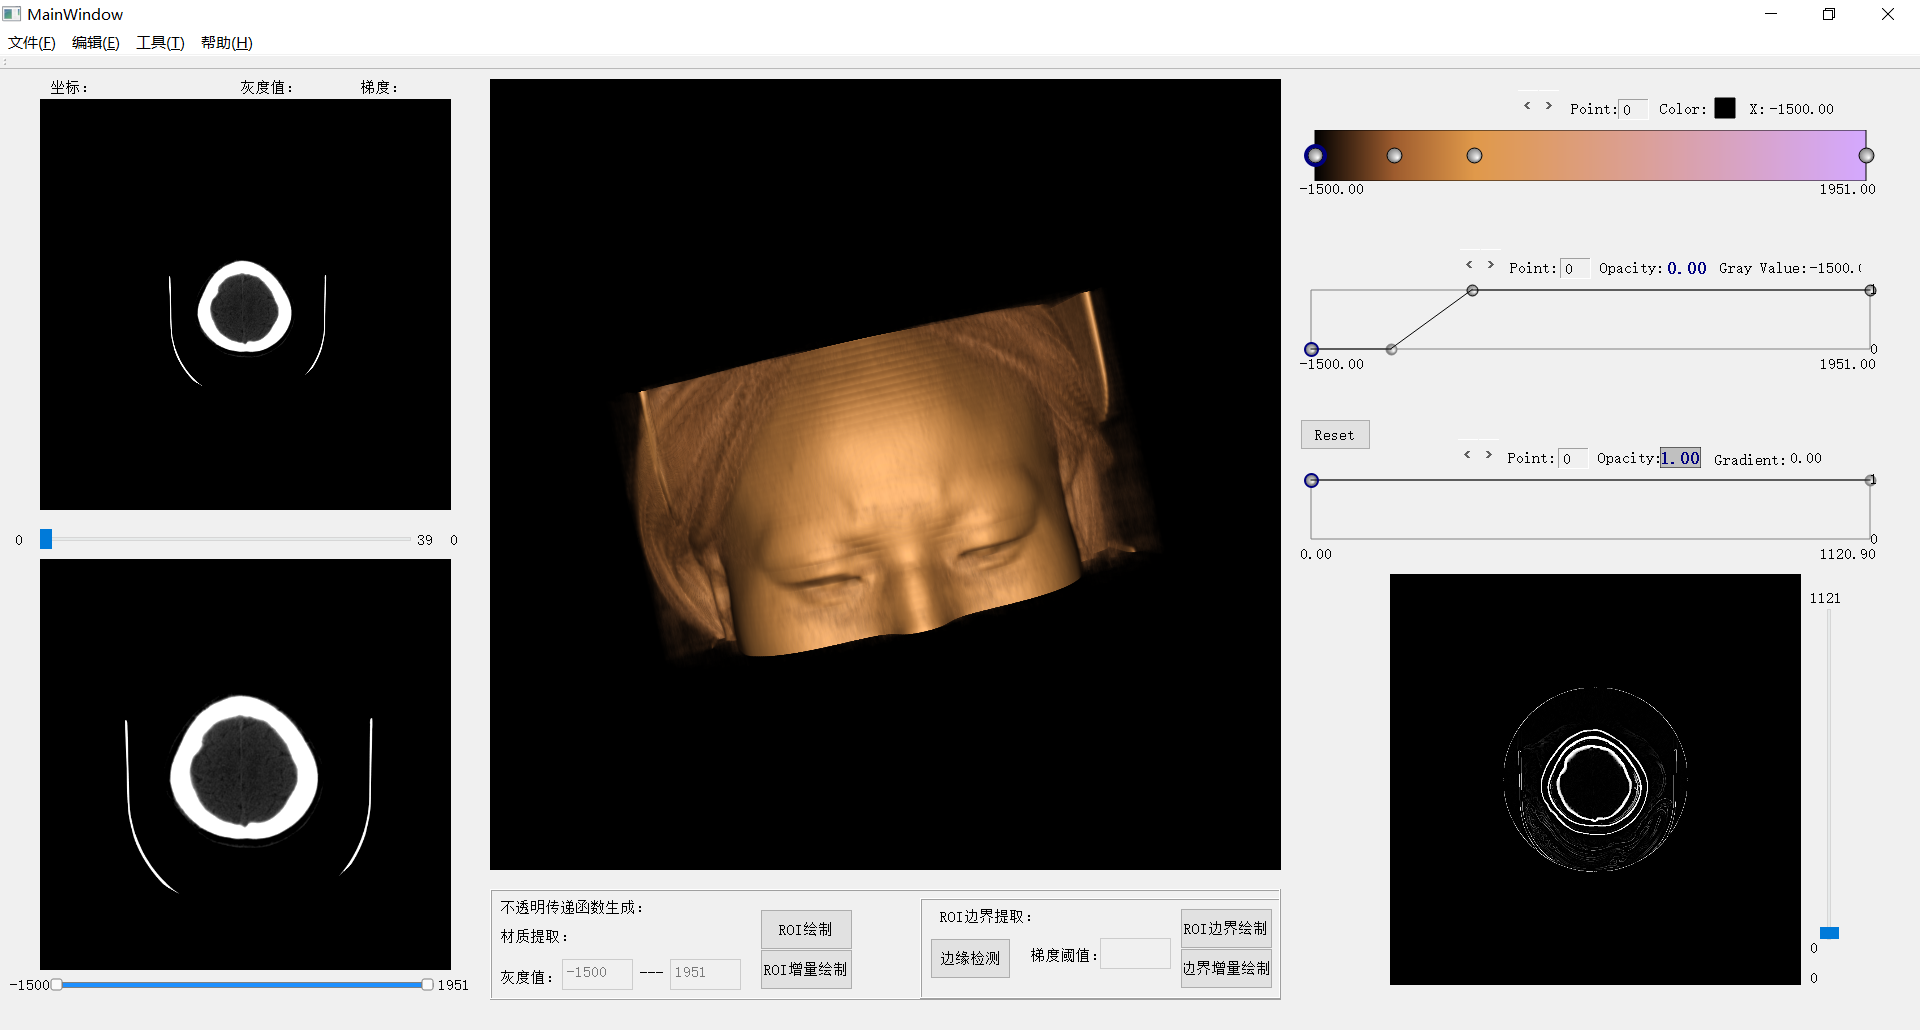 MainWindow
文件(F) 编辑(E) 工具(T) 帮助(H)
坐标: 灰度值: 梯度:
0 39 0
-1500 1951
不透明传递函数生成:
材质提取:
灰度值: -1500 --- 1951
ROI绘制
ROI增量绘制
ROI边界提取:
边缘检测 梯度阈值:
ROI边界绘制
边界增量绘制
< > Point: 0 Color: X: -1500.00
-1500.00 1951.00
< > Point: 0 Opacity: 0.00 Gray Value: -1500.
1
0
-1500.00 1951.00
Reset
< > Point: 0 Opacity: 1.00 Gradient: 0.00
1
0
0.00 1120.90
1121
0
0